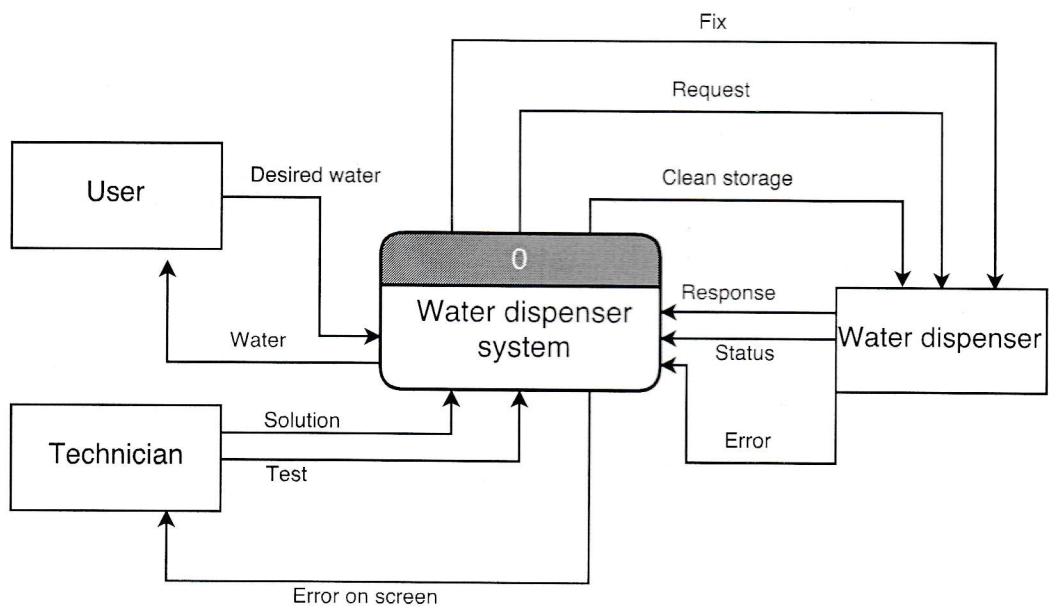 Fix
Request
Clean storage
User
Desired water
0
Water dispenser
system
Response
Status
Error
Water dispenser
Water
Technician
Solution
Test
Error on screen